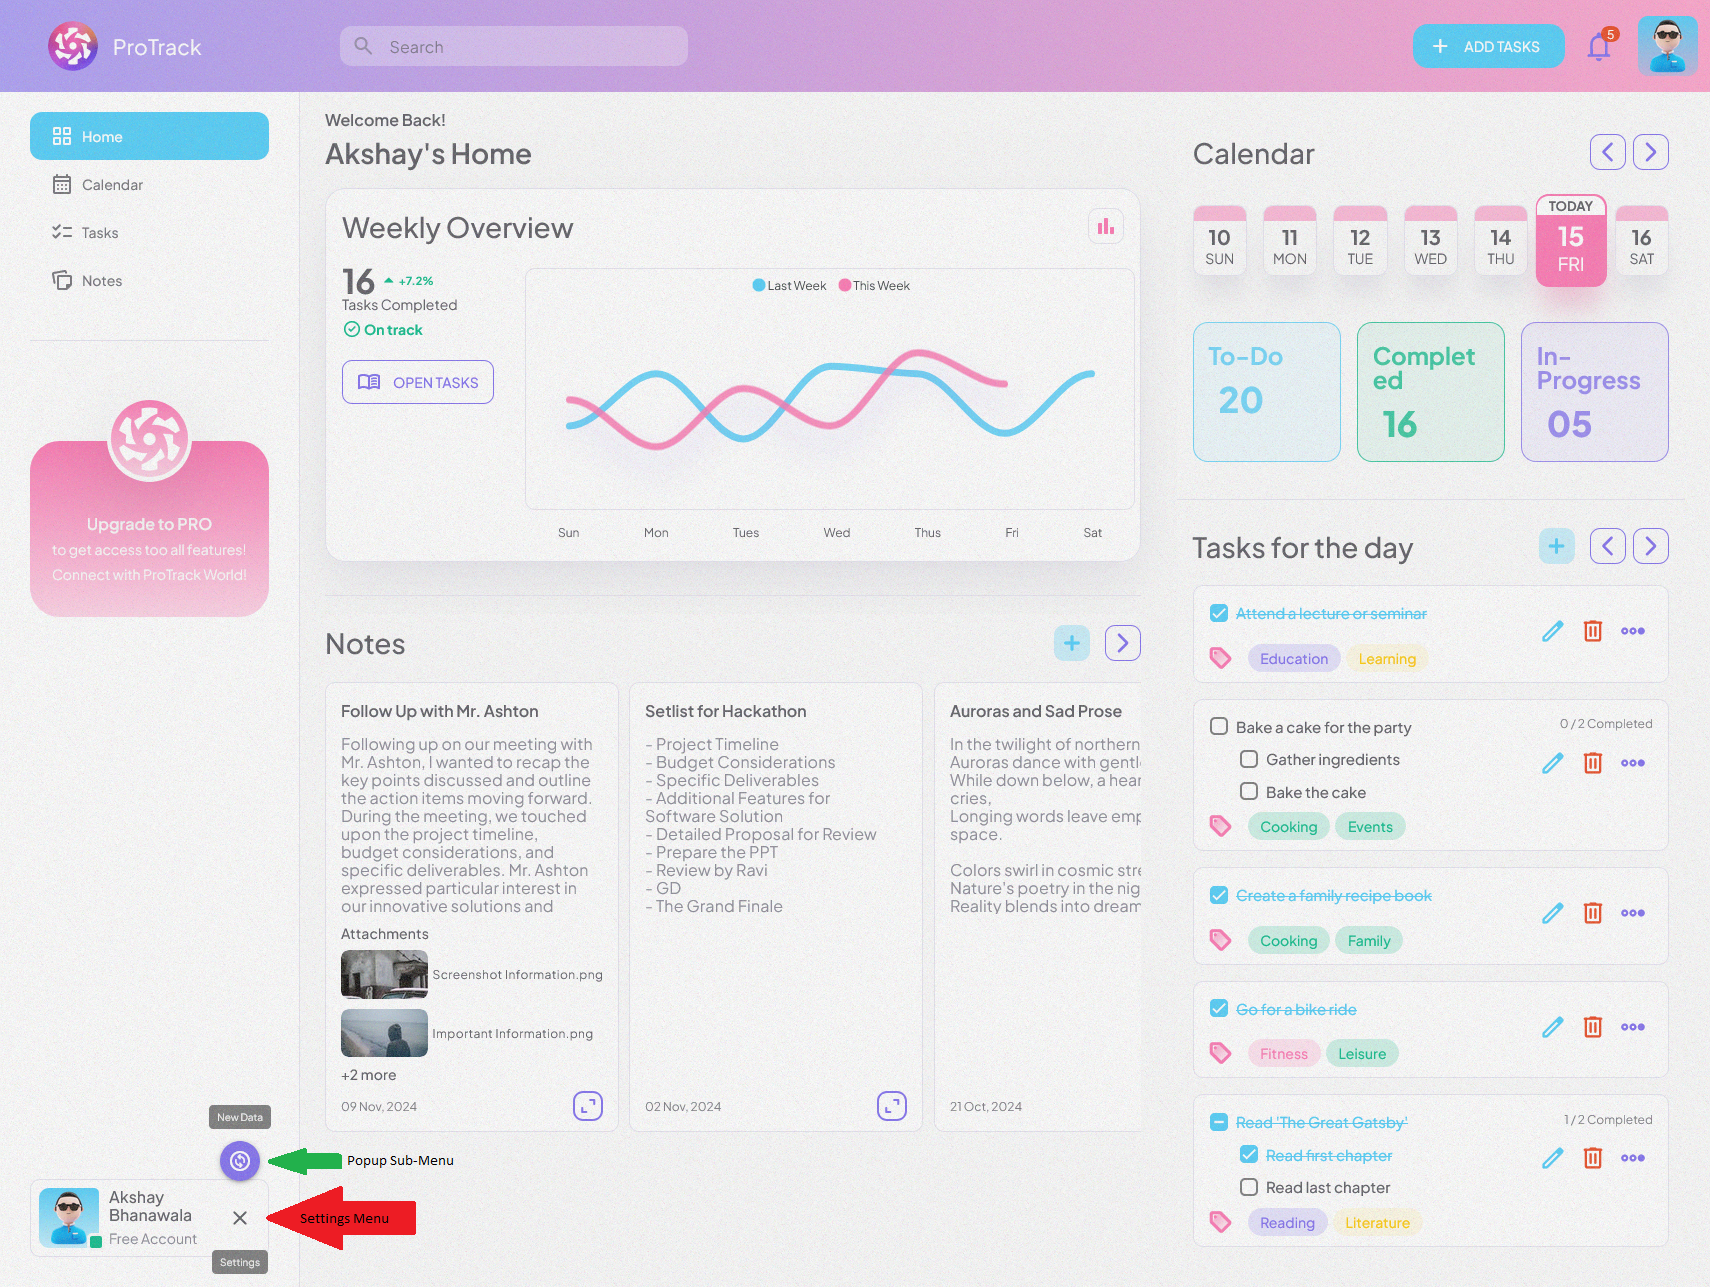 ProTrack
Search
ADD TASKS
5
Home
Calendar
Tasks
Notes
Upgrade to PRO
to get access too all features!
Connect with ProTrack World!
New Data
Popup Sub-Menu
Akshay
Bhanawala
Free Account
Settings Menu
Settings
Welcome Back!
Akshay's Home
Weekly Overview
16 +7.2%
Tasks Completed
On track
OPEN TASKS
Last Week This Week
Sun Mon Tues Wed Thus Fri Sat
Notes
Follow Up with Mr. Ashton
Following up on our meeting with
Mr. Ashton, I wanted to recap the
key points discussed and outline
the action items moving forward.
During the meeting, we touched
upon the project timeline,
budget considerations, and
specific deliverables. Mr. Ashton
expressed particular interest in
our innovative solutions and
Attachments
Screenshot Information.png
Important Information.png
+2 more
09 Nov, 2024
Setlist for Hackathon
- Project Timeline
- Budget Considerations
- Specific Deliverables
- Additional Features for
Software Solution
- Detailed Proposal for Review
- Prepare the PPT
- Review by Ravi
- GD
- The Grand Finale
02 Nov, 2024
Auroras and Sad Prose
In the twilight of northern
Auroras dance with gentl
While down below, a hear
cries,
Longing words leave emp
space.
Colors swirl in cosmic stre
Nature's poetry in the nig
Reality blends into dream
21 Oct, 2024
Calendar
TODAY
10 11 12 13 14 15 16
SUN MON TUE WED THU FRI SAT
To-Do
20
Complet
ed
16
In-
Progress
05
Tasks for the day
Attend a lecture or seminar
Education Learning
Bake a cake for the party
0 / 2 Completed
Gather ingredients
Bake the cake
Cooking Events
Create a family recipe book
Cooking Family
Go for a bike ride
Fitness Leisure
Read 'The Great Gatsby'
1 / 2 Completed
Read first chapter
Read last chapter
Reading Literature